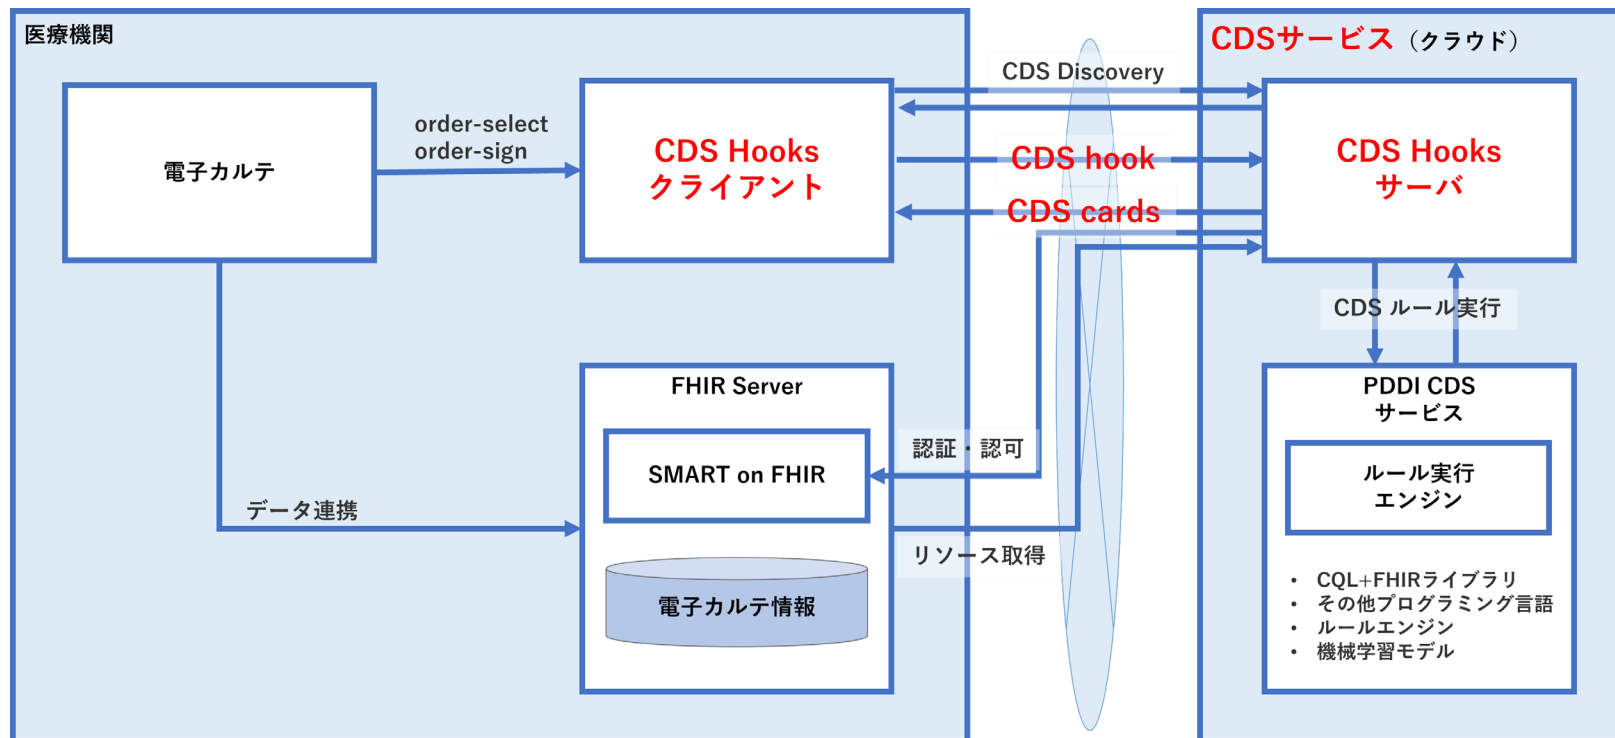 医療機関
CDSサービス（クラウド）
CDS Discovery
電子カルテ
order-select
order-sign
CDS Hooks
クライアント
CDS hook
CDS cards
CDS Hooks
サーバ
CDS ルール実行
FHIR Server
SMART on FHIR
電子カルテ情報
データ連携
認証・認可
リソース取得
PDDI CDS
サービス
ルール実行
エンジン
• CQL+FHIRライブラリ
• その他プログラミング言語
• ルールエンジン
• 機械学習モデル